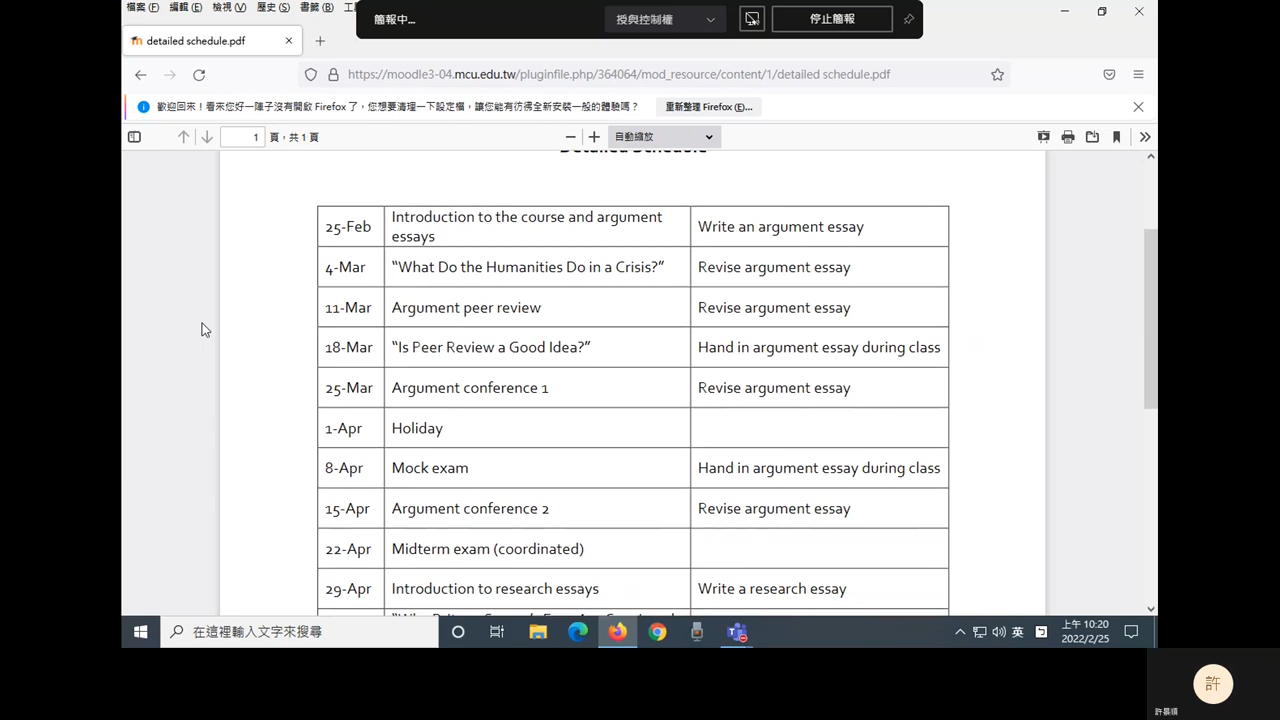 檔案(F) 編輯(E) 檢視(V) 歷史(S) 書籤(B) 工
簡報中... 授與控制權 停止簡報
detailed schedule.pdf
https://moodle3-04.mcu.edu.tw/pluginfile.php/364064/mod_resource/content/1/detailed schedule.pdf
歡迎回來！看來您好一陣子沒有開啟 Firefox 了，您想要清理一下設定檔，讓您能有彷彿全新安裝一般的體驗嗎？ 重新整理 Firefox (E)...
1 頁，共 1 頁 自動縮放
Detailed Schedule
25-Feb Introduction to the course and argument essays Write an argument essay
4-Mar “What Do the Humanities Do in a Crisis?” Revise argument essay
11-Mar Argument peer review Revise argument essay
18-Mar “Is Peer Review a Good Idea?” Hand in argument essay during class
25-Mar Argument conference 1 Revise argument essay
1-Apr Holiday
8-Apr Mock exam Hand in argument essay during class
15-Apr Argument conference 2 Revise argument essay
22-Apr Midterm exam (coordinated)
29-Apr Introduction to research essays Write a research essay
在這裡輸入文字來搜尋
英
上午 10:20
2022/2/25
許
許景順